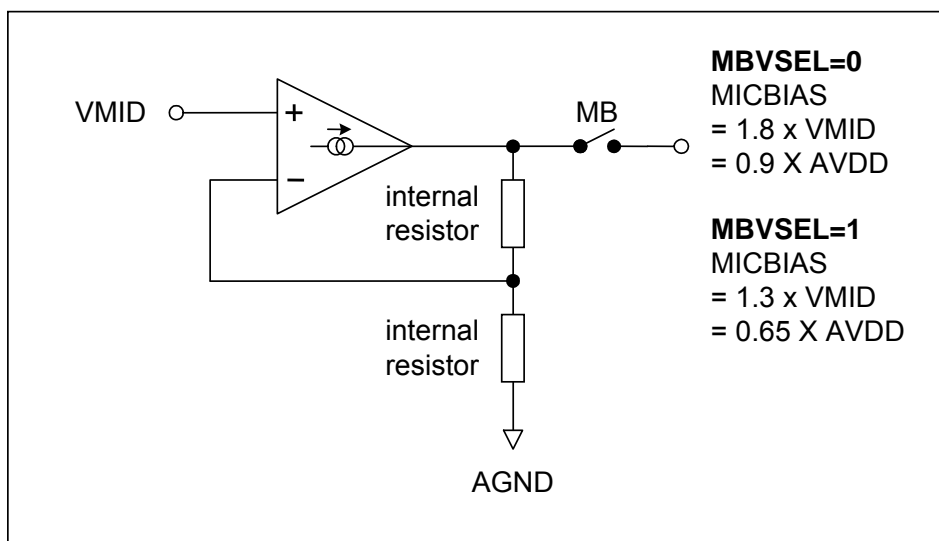 VMID
+
−
MB
internal
resistor
internal
resistor
AGND
MBVSEL=0
MICBIAS
= 1.8 x VMID
= 0.9 X AVDD
MBVSEL=1
MICBIAS
= 1.3 x VMID
= 0.65 X AVDD